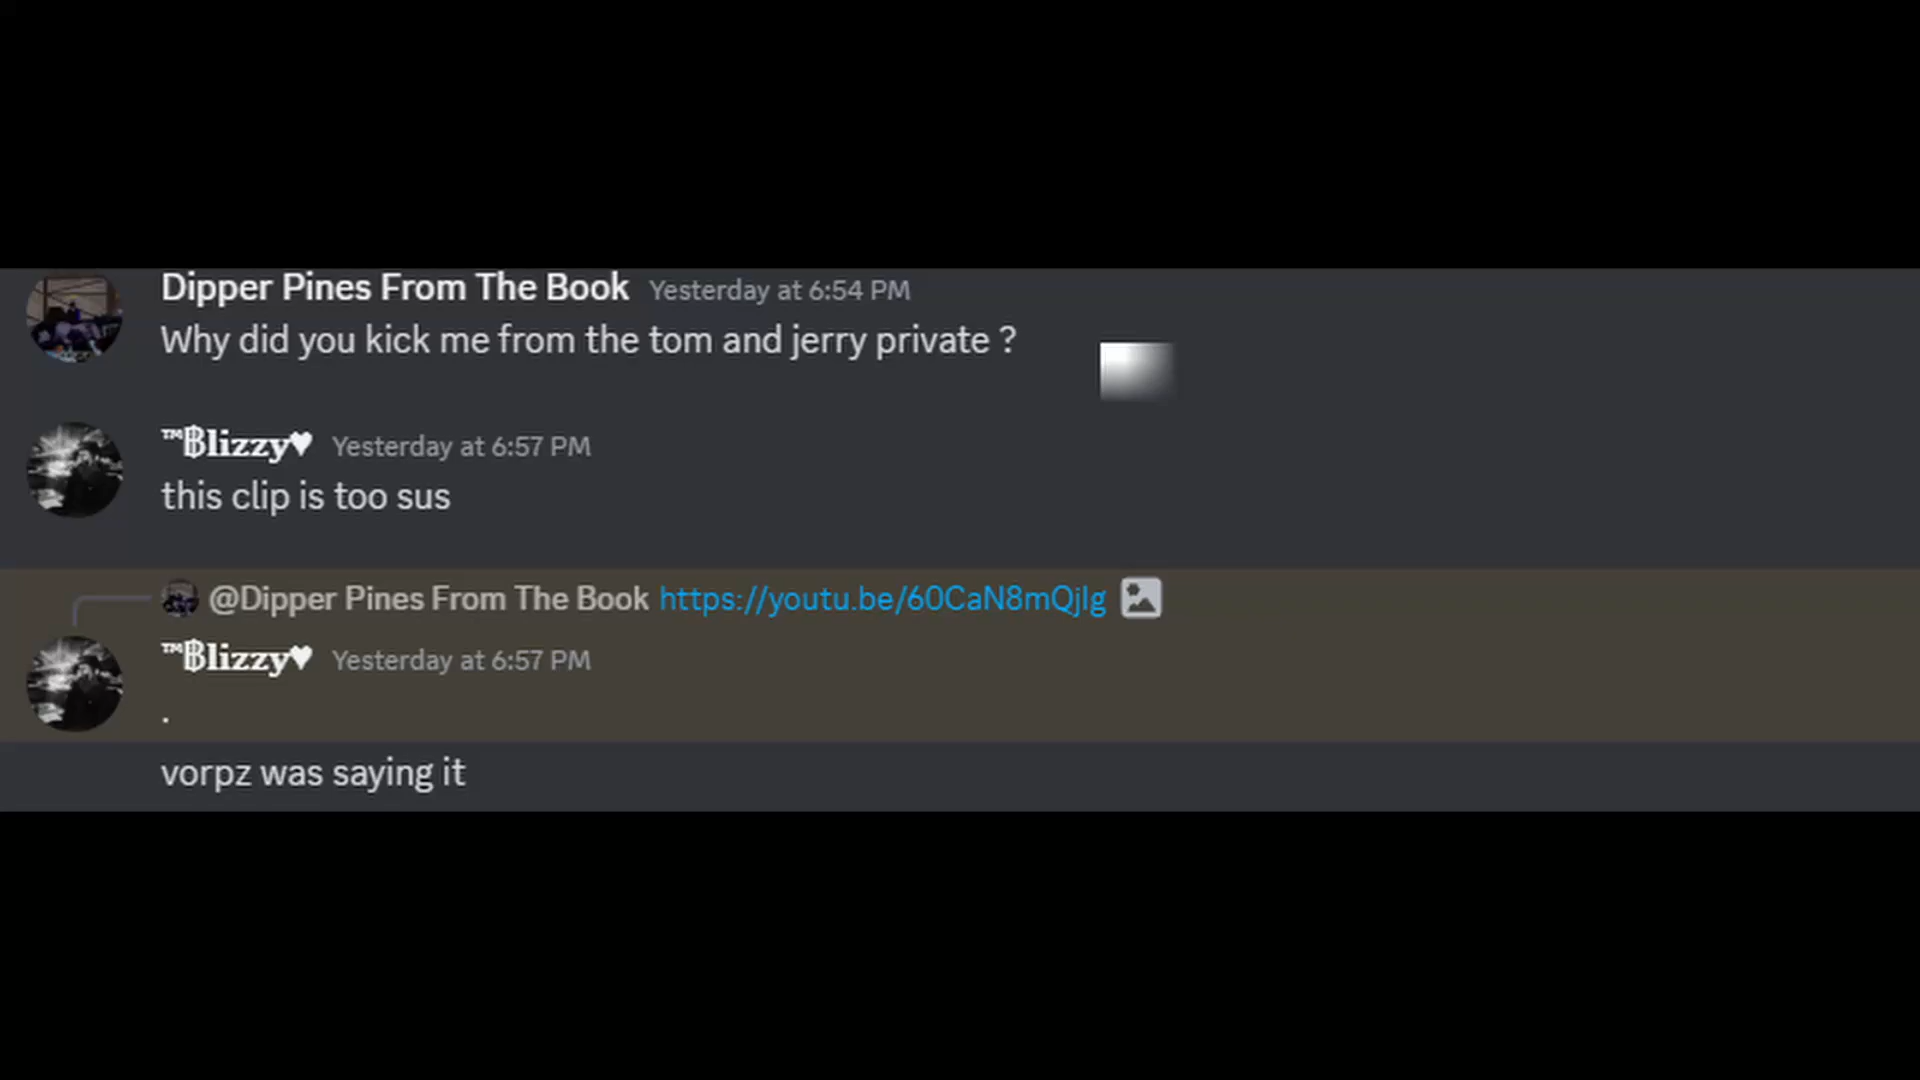 Dipper Pines From The Book Yesterday at 6:54 PM
Why did you kick me from the tom and jerry private ?
™𝔹lizzy♥ Yesterday at 6:57 PM
this clip is too sus
@Dipper Pines From The Book https://youtu.be/60CaN8mQjlg
™𝔹lizzy♥ Yesterday at 6:57 PM
.
vorpz was saying it